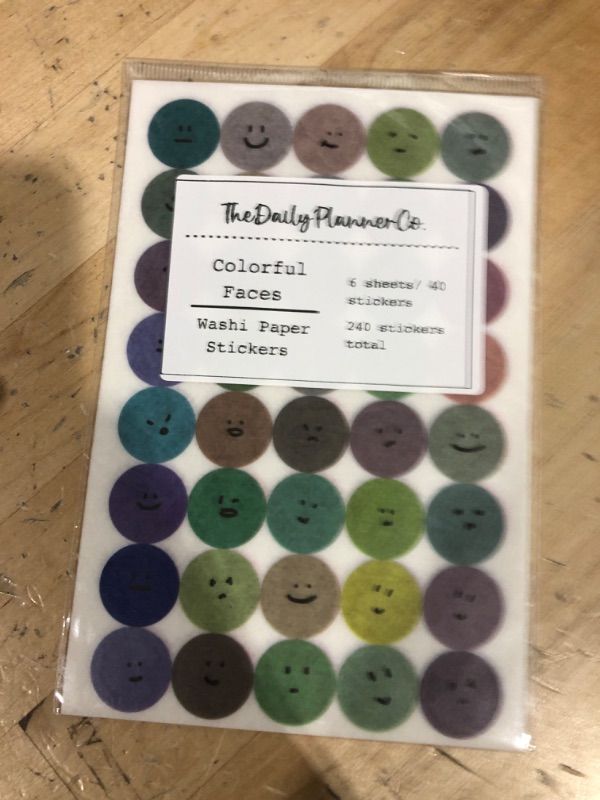 TheDailyPlannerCo.
Colorful
Faces
Washi Paper
Stickers
6 sheets/ 40
stickers
240 stickers
total